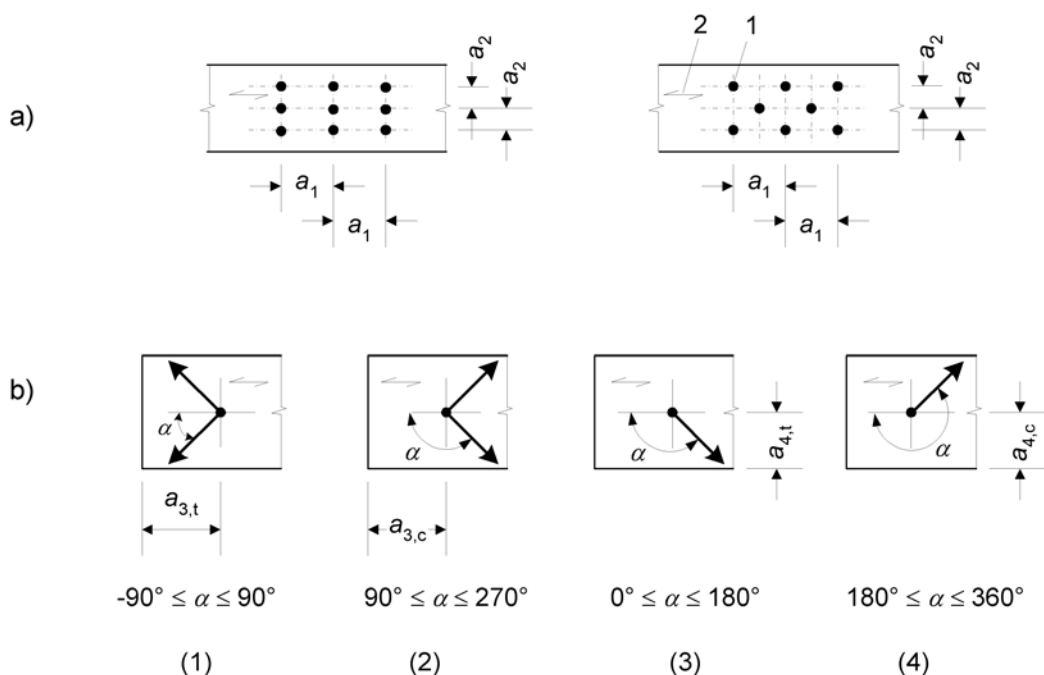 a)
a₁
a₁
a₂
a₂
2
1
a₁
a₁
a₂
a₂
b)
α
a₃,t
α
a₃,c
α
a₄,t
α
a₄,c
-90° ≤ α ≤ 90°
90° ≤ α ≤ 270°
0° ≤ α ≤ 180°
180° ≤ α ≤ 360°
(1)
(2)
(3)
(4)